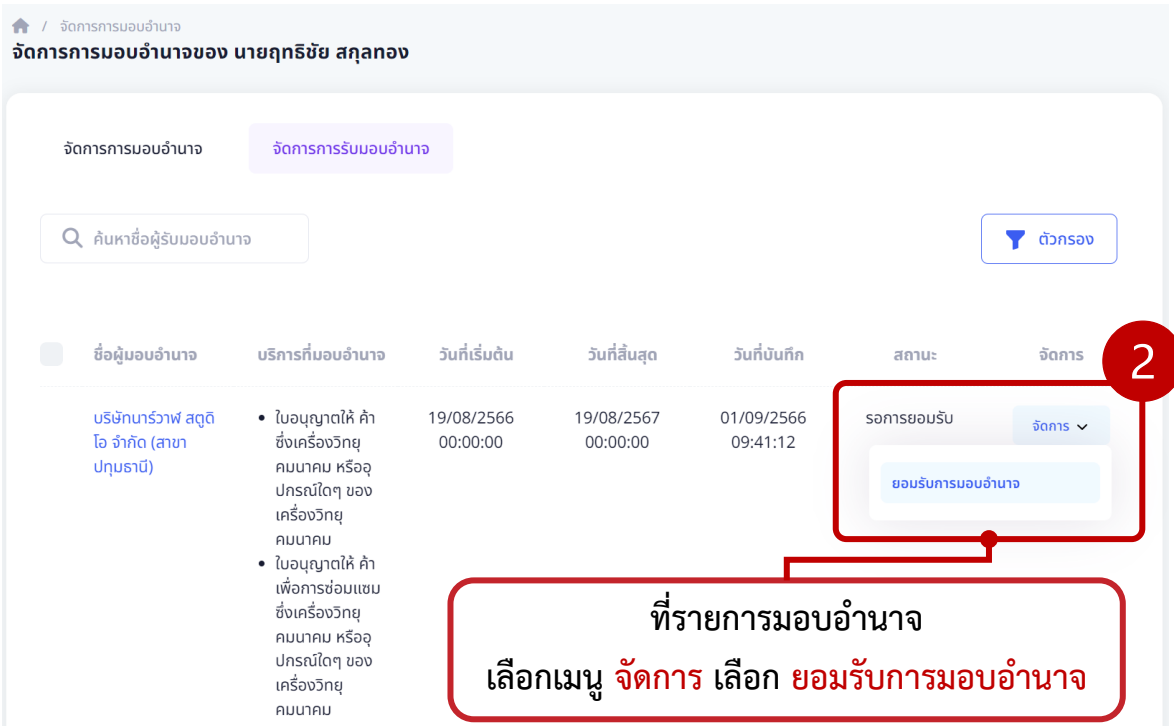 / จัดการการมอบอำนาจ
จัดการการมอบอำนาจของ นายฤทธิชัย สกุลทอง
จัดการการมอบอำนาจ
จัดการการรับมอบอำนาจ
ค้นหาชื่อผู้รับมอบอำนาจ
ตัวกรอง
ชื่อผู้มอบอำนาจ
บริการที่มอบอำนาจ
วันที่เริ่มต้น
วันที่สิ้นสุด
วันที่บันทึก
สถานะ
จัดการ
2
บริษัทนาร์วาฬ สตูดิ
โอ จำกัด (สาขา
ปทุมธานี)
• ใบอนุญาตให้ ค้า
ซึ่งเครื่องวิทยุ
คมนาคม หรืออุ
ปกรณ์ใดๆ ของ
เครื่องวิทยุ
คมนาคม
• ใบอนุญาตให้ ค้า
เพื่อการซ่อมแซม
ซึ่งเครื่องวิทยุ
คมนาคม หรืออุ
ปกรณ์ใดๆ ของ
เครื่องวิทยุ
คมนาคม
19/08/2566
00:00:00
19/08/2567
00:00:00
01/09/2566
09:41:12
รอการยอมรับ
จัดการ
ยอมรับการมอบอำนาจ
ที่รายการมอบอำนาจ
เลือกเมนู จัดการ เลือก ยอมรับการมอบอำนาจ